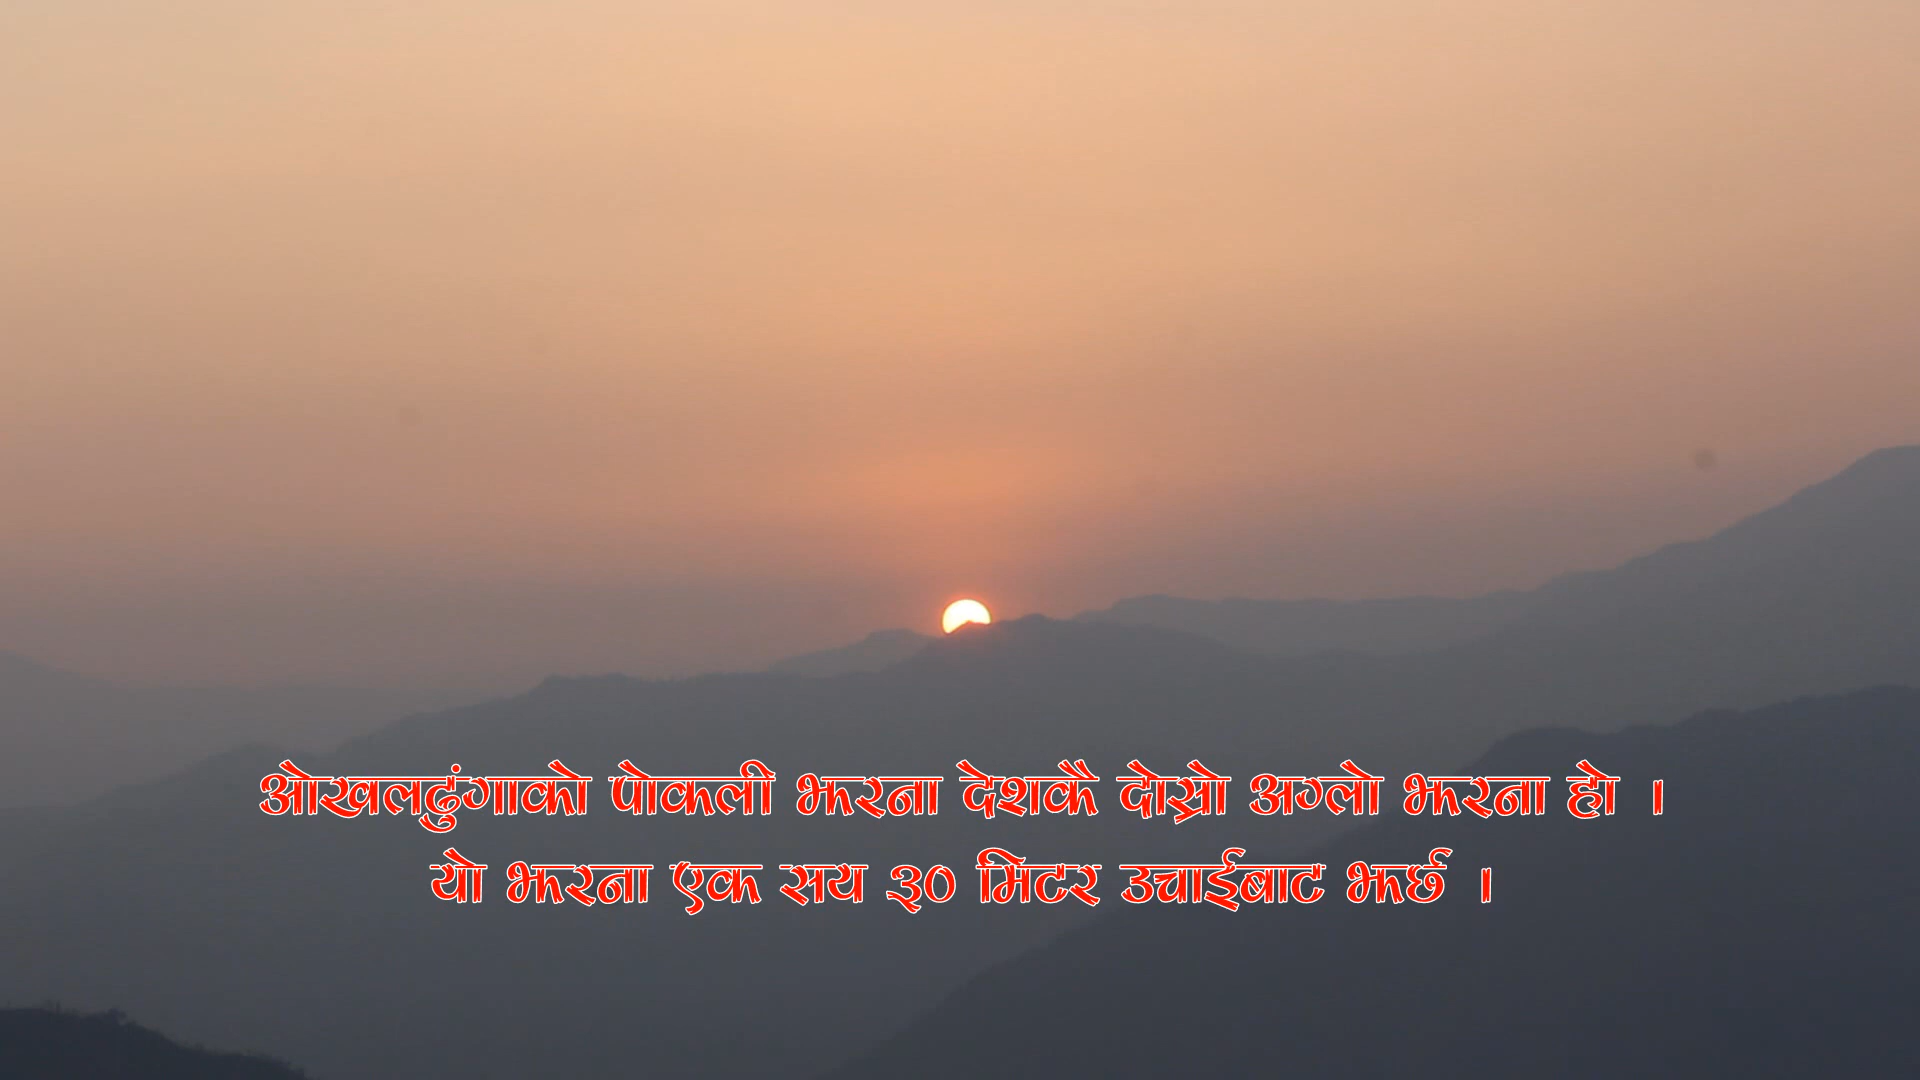 ओखलढुंगाको पोकली झरना देशकै दोस्रो अग्लो झरना हो ।
यो झरना एक सय ३० मिटर उचाईबाट झर्छ ।